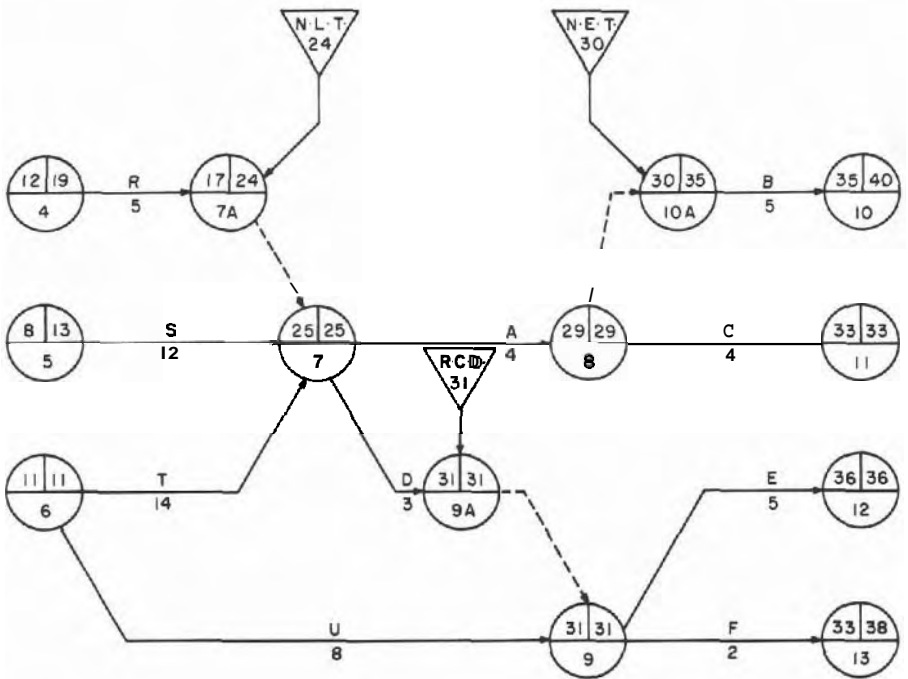 N·L·T·
24
N·E·T·
30
12 19
4
R
5
17 24
7A
30 35
10A
B
5
35 40
10
8 13
5
S
12
25 25
7
A
4
29 29
8
C
4
33 33
11
R·C·D·
31
11 11
6
T
14
D
3
31 31
9A
E
5
36 36
12
U
8
31 31
9
F
2
33 38
13